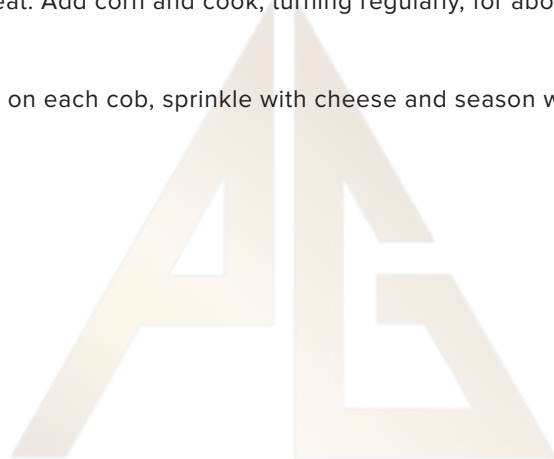 eat. Add corn and cook, turning regularly, for abo
on each cob, sprinkle with cheese and season w